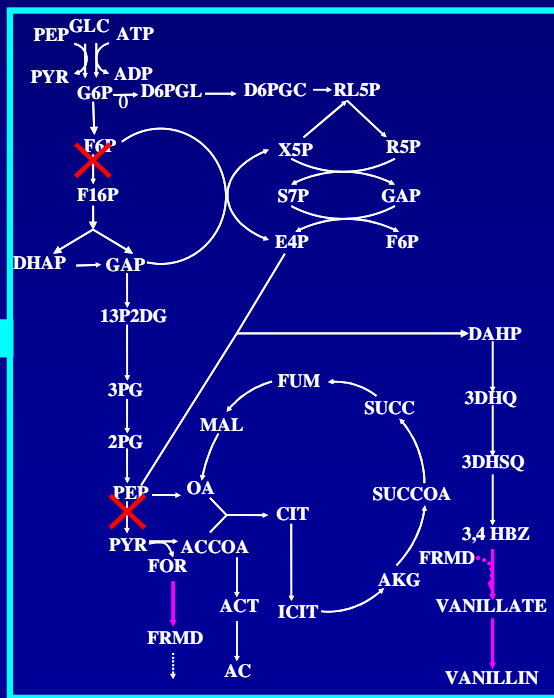 PEP GLC ATP
PYR ADP
G6P 0 D6PGL D6PGC RL5P
F6P X5P R5P
F16P S7P GAP
E4P F6P
DHAP GAP
13P2DG
DAHP
FUM
3PG SUCC 3DHQ
MAL
2PG 3DHSQ
PEP OA SUCCOA
CIT
PYR ACCOA 3,4 HBZ
FOR FRMD
AKG
ACT ICIT VANILLATE
FRMD
AC VANILLIN